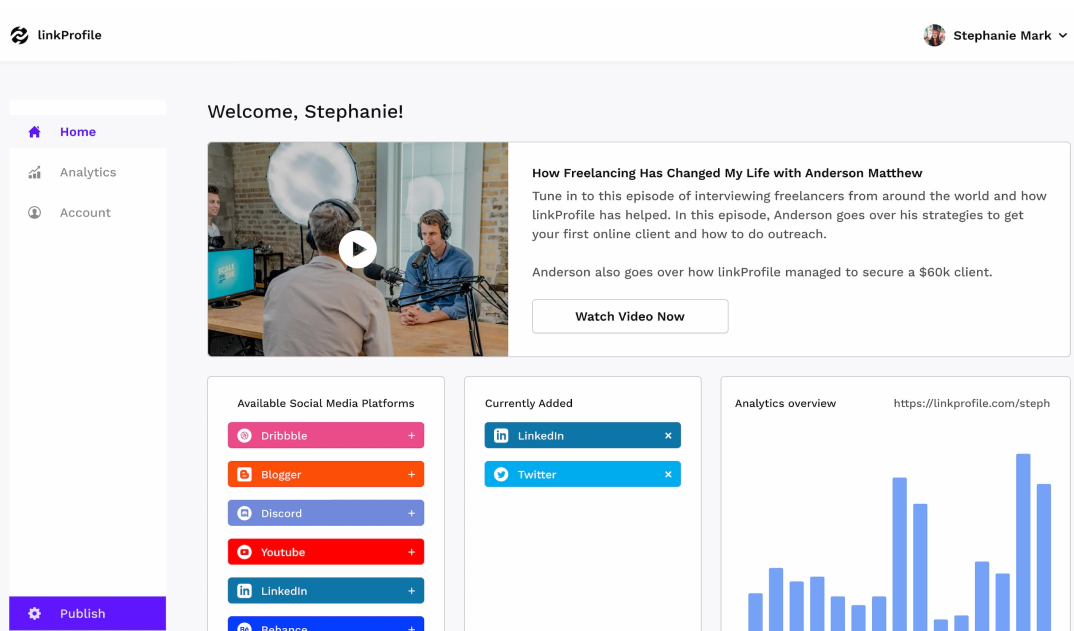 linkProfile
Stephanie Mark
Home
Analytics
Account
Publish
Welcome, Stephanie!
How Freelancing Has Changed My Life with Anderson Matthew
Tune in to this episode of interviewing freelancers from around the world and how
linkProfile has helped. In this episode, Anderson goes over his strategies to get
your first online client and how to do outreach.
Anderson also goes over how linkProfile managed to secure a $60k client.
Watch Video Now
Available Social Media Platforms
Dribbble +
Blogger +
Discord +
Youtube +
in LinkedIn +
Bē Behance +
Currently Added
in LinkedIn ×
Twitter ×
Analytics overview
https://linkprofile.com/steph